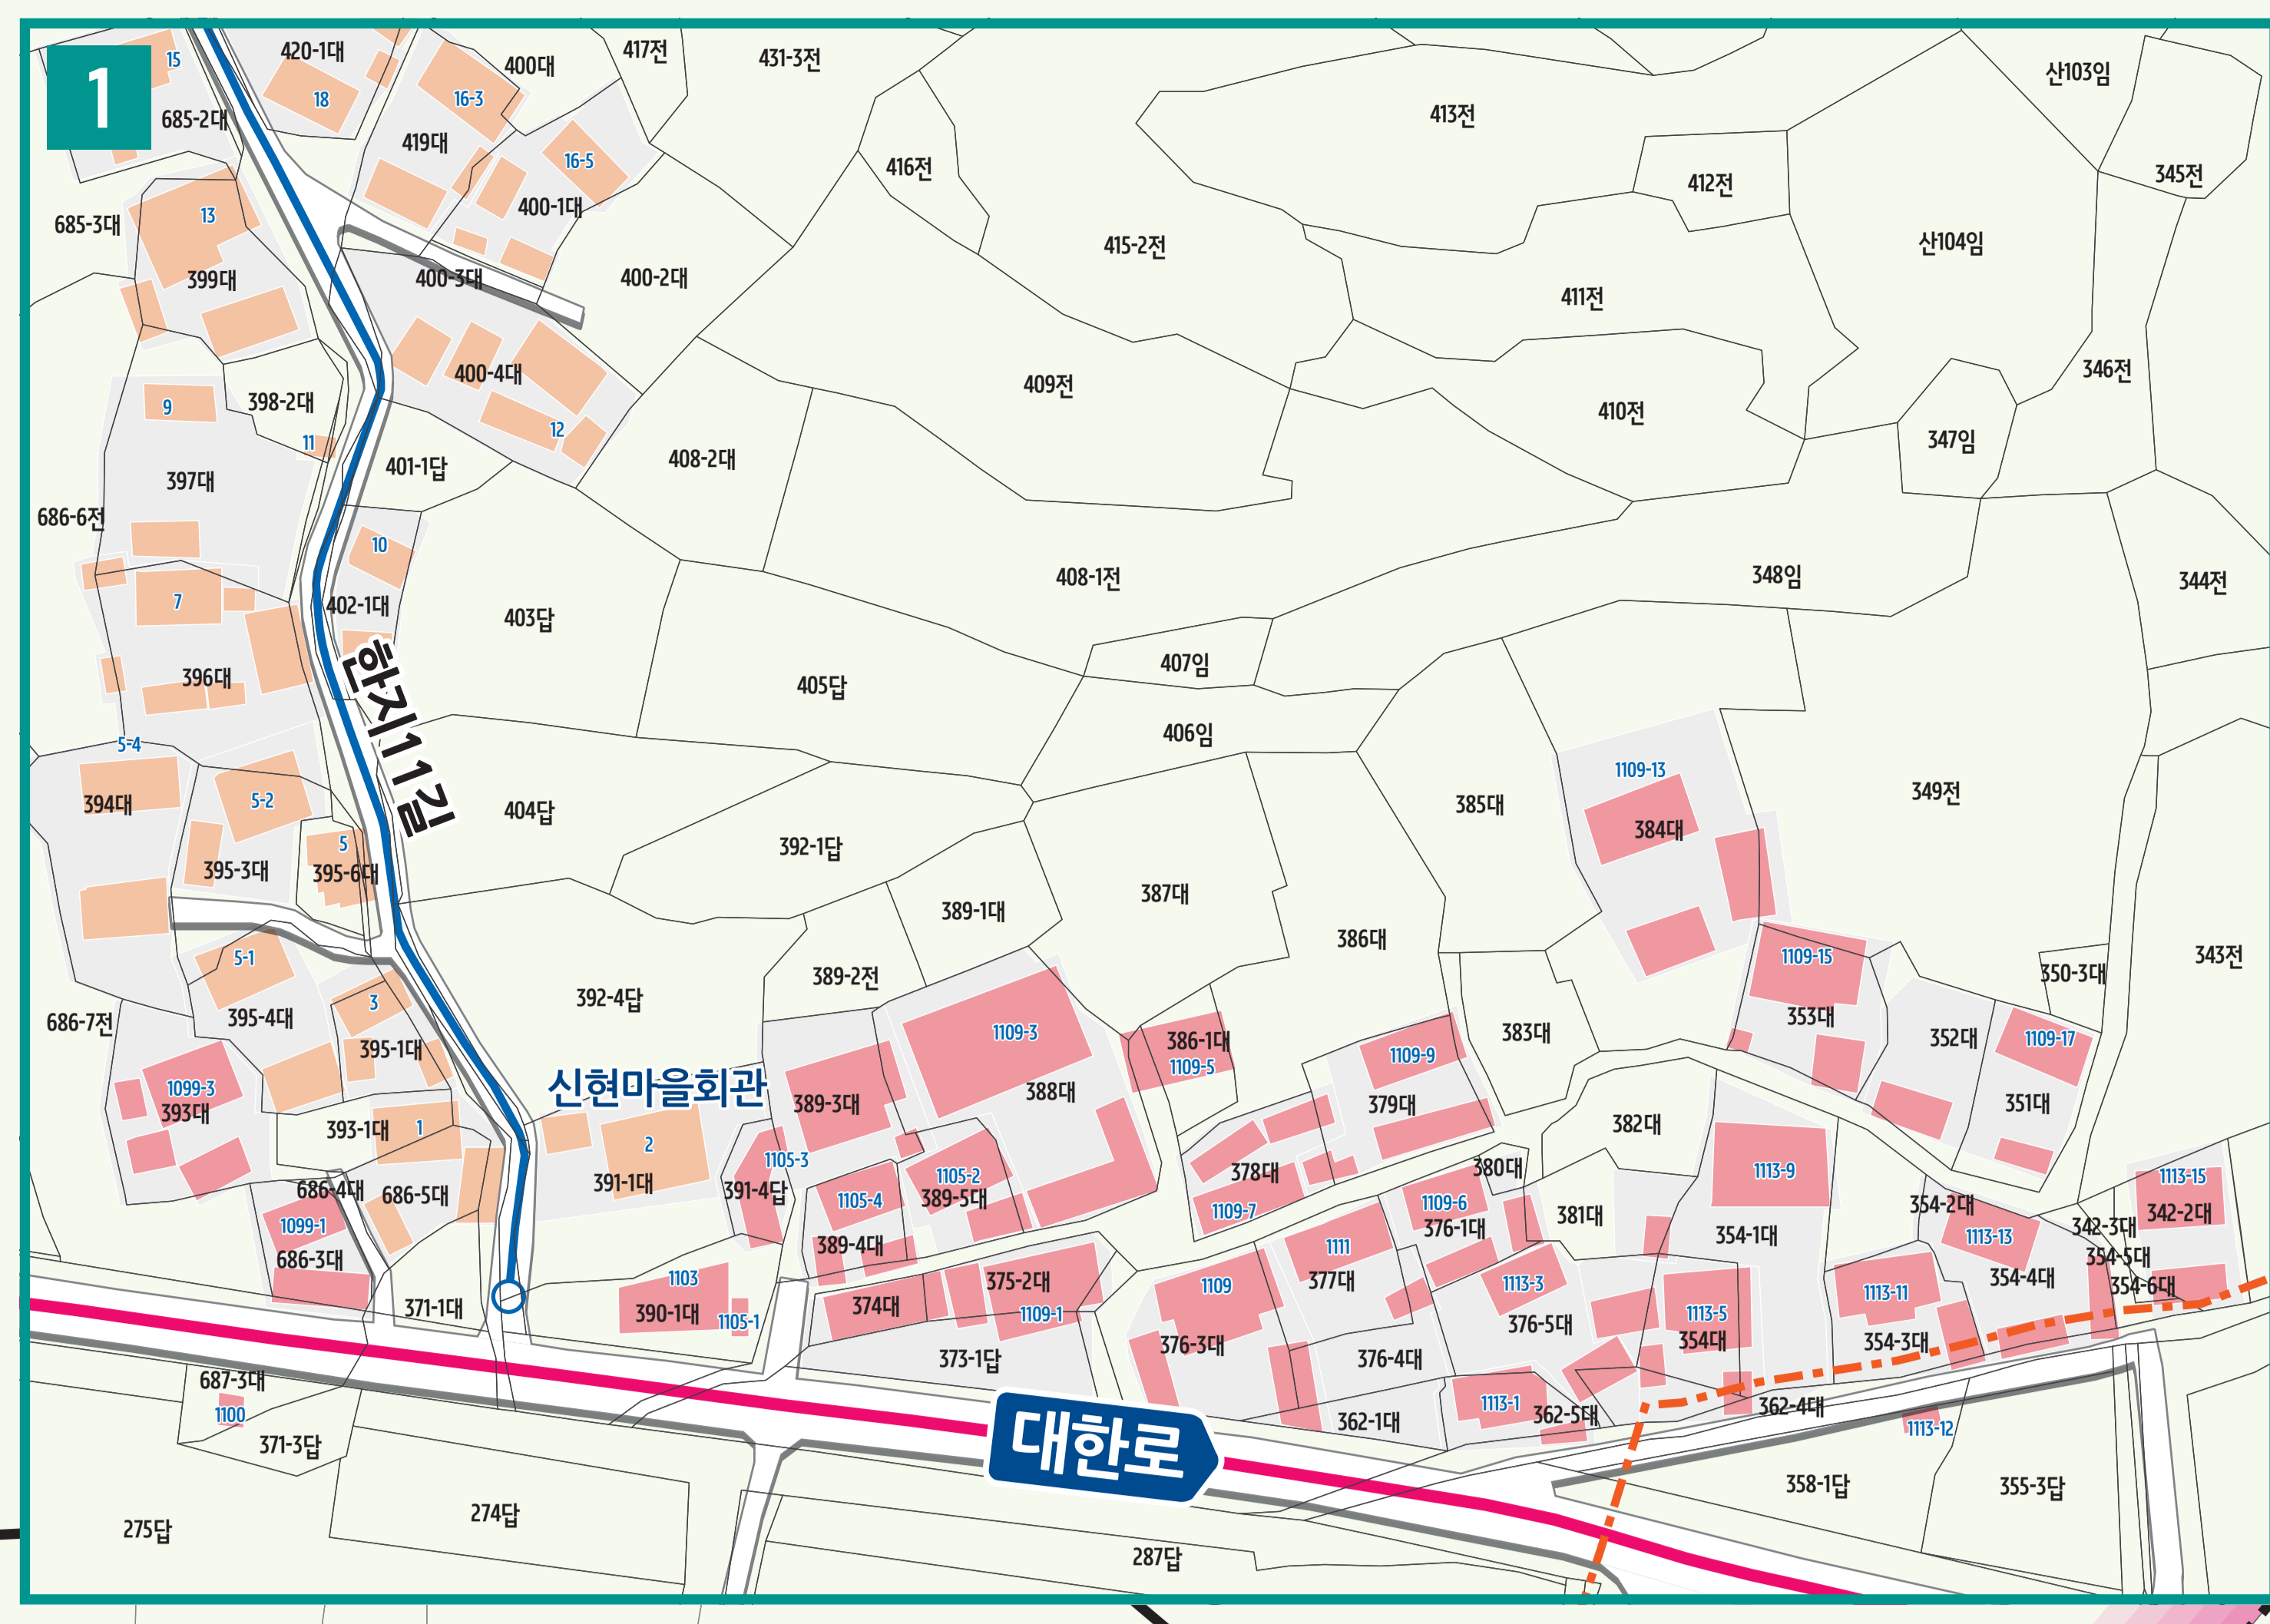 1
15
420-1대
400대
417전
431-3전
산103임
18
16-3
413전
685-2대
419대
16-5
416전
412전
345전
13
400-1대
685-3대
415-2전
산104임
399대
400-3대
400-2대
411전
346전
400-4대
409전
9
398-2대
410전
12
11
347임
401-1답
408-2대
397대
686-6전
10
408-1전
348임
344전
7
402-1대
403답
407임
396대
405답
한지11길
406임
5-4
1109-13
394대
5-2
404답
385대
349전
5
384대
392-1답
395-3대
395-6대
387대
389-1대
386대
5-1
1109-15
343전
389-2전
350-3대
392-4답
3
395-4대
353대
686-7전
1109-3
383대
352대
1109-17
386-1대
395-1대
1109-9
1109-5
1099-3
신현마을회관
388대
393대
389-3대
379대
351대
393-1대
1
2
382대
1105-3
1105-2
378대
380대
1113-9
1113-15
391-1대
391-4답
686-4대
686-5대
1105-4
389-5대
1109-6
354-2대
1109-7
381대
342-2대
1099-1
376-1대
342-3대
389-4대
1111
354-1대
1113-13
686-3대
354-5대
1103
375-2대
377대
1109
1113-3
354-4대
354-6대
371-1대
390-1대
374대
1113-11
1105-1
1109-1
1113-5
376-5대
376-3대
354대
354-3대
373-1답
376-4대
687-3대
1113-1
362-4대
1100
362-1대
362-5대
1113-12
371-3답
대한로
358-1답
355-3답
275답
274답
287답